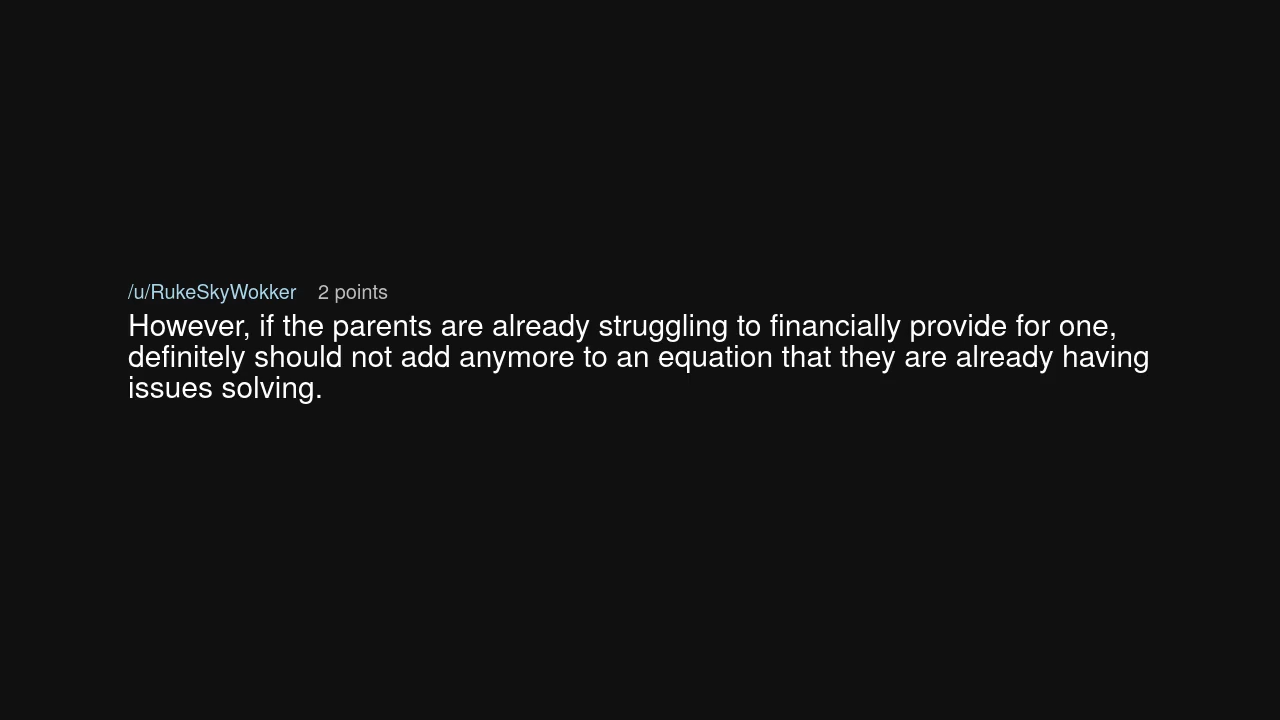 /u/RukeSkyWokker 2 points
However, if the parents are already struggling to financially provide for one,
definitely should not add anymore to an equation that they are already having
issues solving.